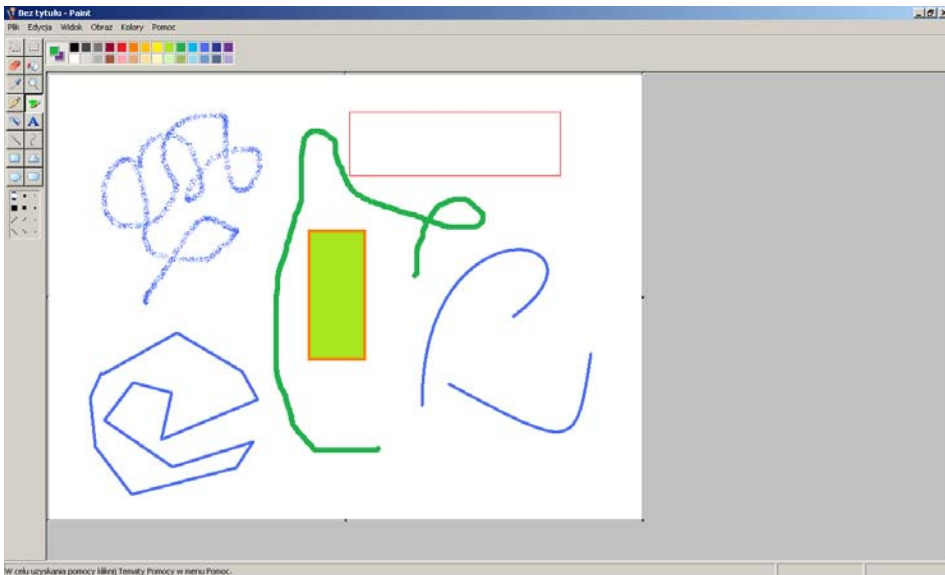 Bez tytułu - Paint
Plik Edycja Widok Obraz Kolory Pomoc
A
W celu uzyskania pomocy kliknij Tematy Pomocy w menu Pomoc.